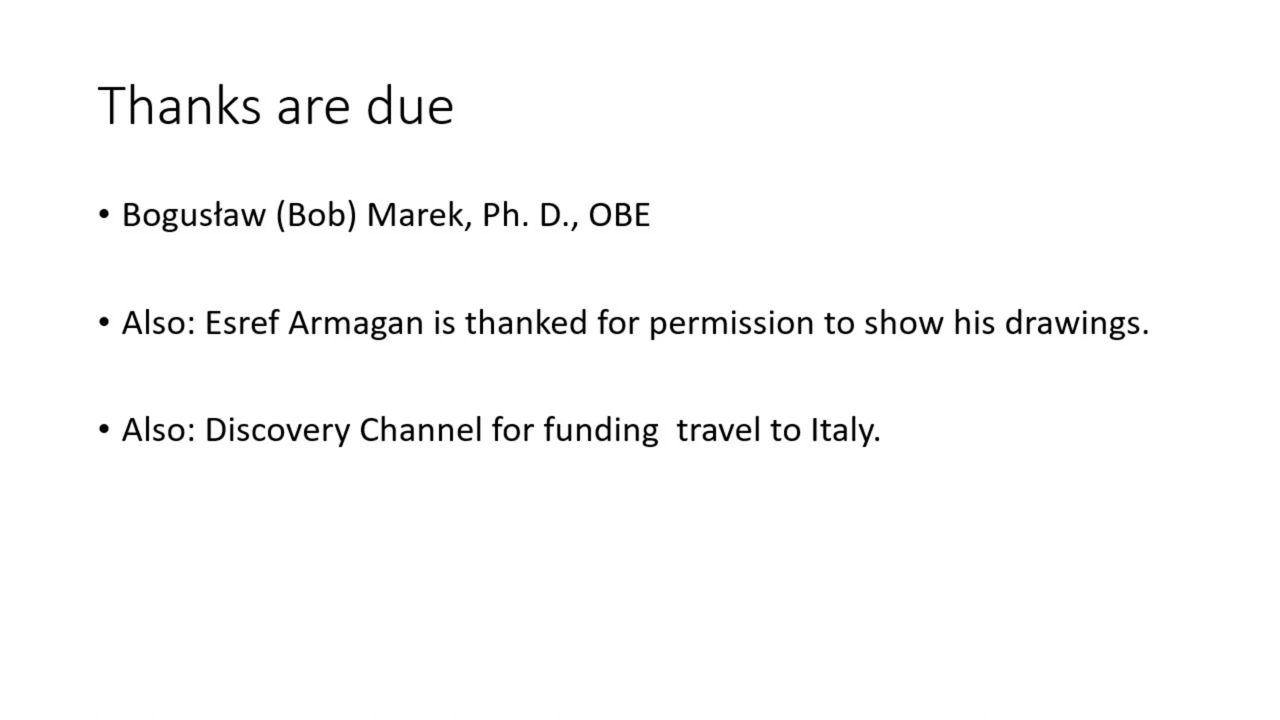 Thanks are due
• Bogusław (Bob) Marek, Ph. D., OBE
• Also: Esref Armagan is thanked for permission to show his drawings.
• Also: Discovery Channel for funding  travel to Italy.